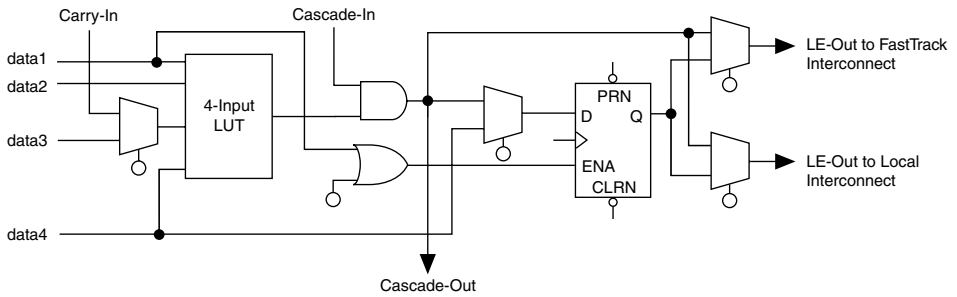 Carry-In
Cascade-In
data1
data2
data3
data4
4-Input
LUT
PRN
D
Q
ENA
CLRN
LE-Out to FastTrack
Interconnect
LE-Out to Local
Interconnect
Cascade-Out